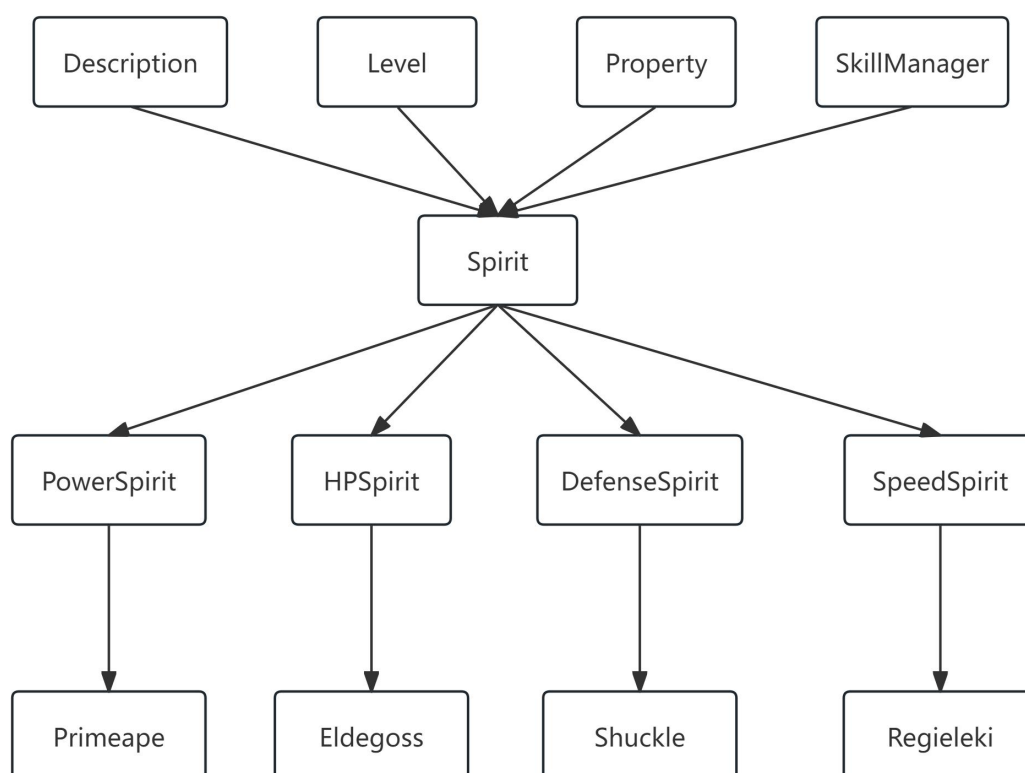 Description
Level
Property
SkillManager
Spirit
PowerSpirit
HPSpirit
DefenseSpirit
SpeedSpirit
Primeape
Eldegoss
Shuckle
Regieleki